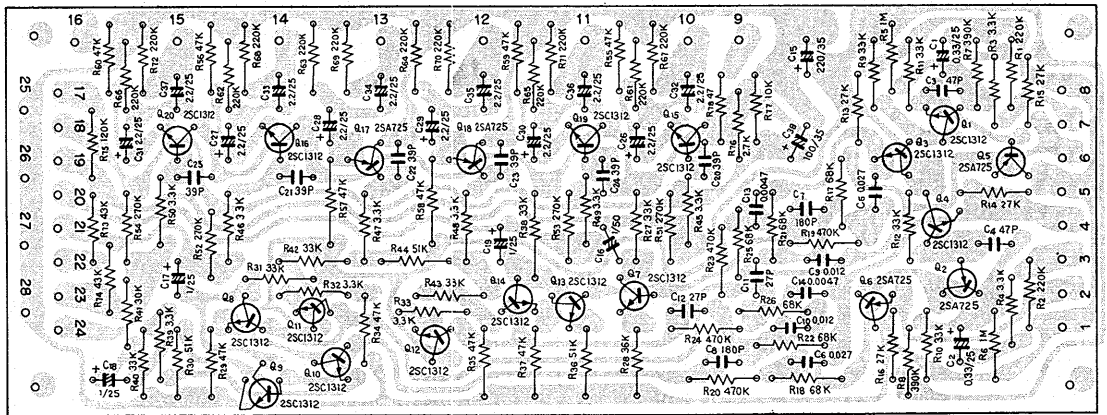 16 15 14 13 12 11 10 9
R60 47K
R66 220K
R72 220K
R56 47K
R62 220K
R68 220K
R63 220K
R69 220K
R64 220K
R70 220K
R59 47K
R65 220K
R71 220K
R55 47K
R61 220K
R67 220K
C15 220/35
R9 33K
R5 1M
R11 33K
C1 0.33/25
R7 390K
R3 3.3K
R1 220K
25
17
C37 2.2/25
C33 2.2/25
C34 2.2/25
C35 2.2/25
C36 2.2/25
C32 2.2/25
R18 47
R17 10K
C3 47P
R15 27K
8
18
Q20 2SC1312
C31 2.2/25
C27 2.2/25
Q16 2SC1312
C28 2.2/25
Q17 2SA725
C29 2.2/25
Q18 2SA725
C30 2.2/25
Q19 2SC1312
C26 2.2/25
Q15 2SC1312
R16 2.7K
C38 100/35
R13 27K
Q1 2SC1312
7
26
19
C25 39P
C21 39P
C22 39P
C23 39P
C24 39P
C20 39P
Q3 2SC1312
Q5 2SA725
6
20
R50 3.3K
R57 47K
R58 47K
R49 3.3K
C13 0.0047
C7 180P
R17 68K
C6 0.027
R14 27K
5
27
21
R13 43K
R54 270K
R52 270K
R46 3.3K
R47 3.3K
R48 3.3K
R38 33K
R53 270K
C16 1/50
R27 33K
R51 270K
R45 3.3K
R25 68K
R19 470K
R12 33K
Q4 2SC1312
C4 47P
4
22
C17 1/25
R42 33K
R44 51K
C19 1/25
R23 470K
C9 0.012
3
R31 33K
R43 33K
Q14 2SC1312
Q13 2SC1312
Q7 2SC1312
C11 27P
C14 0.0047
Q6 2SA725
Q2 2SA725
28
23
R14 43K
R41 30K
Q8 2SC1312
R32 3.3K
Q11 2SC1312
R33 3.3K
C12 27P
R26 68K
R4 3.3K
R2 220K
2
24
R39 33K
R34 47K
Q12 2SC1312
C10 0.012
R24 470K
R22 68K
1
C18 1/25
R40 33K
R30 51K
R29 47K
Q9 2SC1312
Q10 2SC1312
R35 47K
R37 47K
R36 51K
R28 36K
C8 180P
C6 0.027
R20 470K
R18 68K
R16 27K
R8 390K
R10 33K
C2 0.33/25
R6 1M